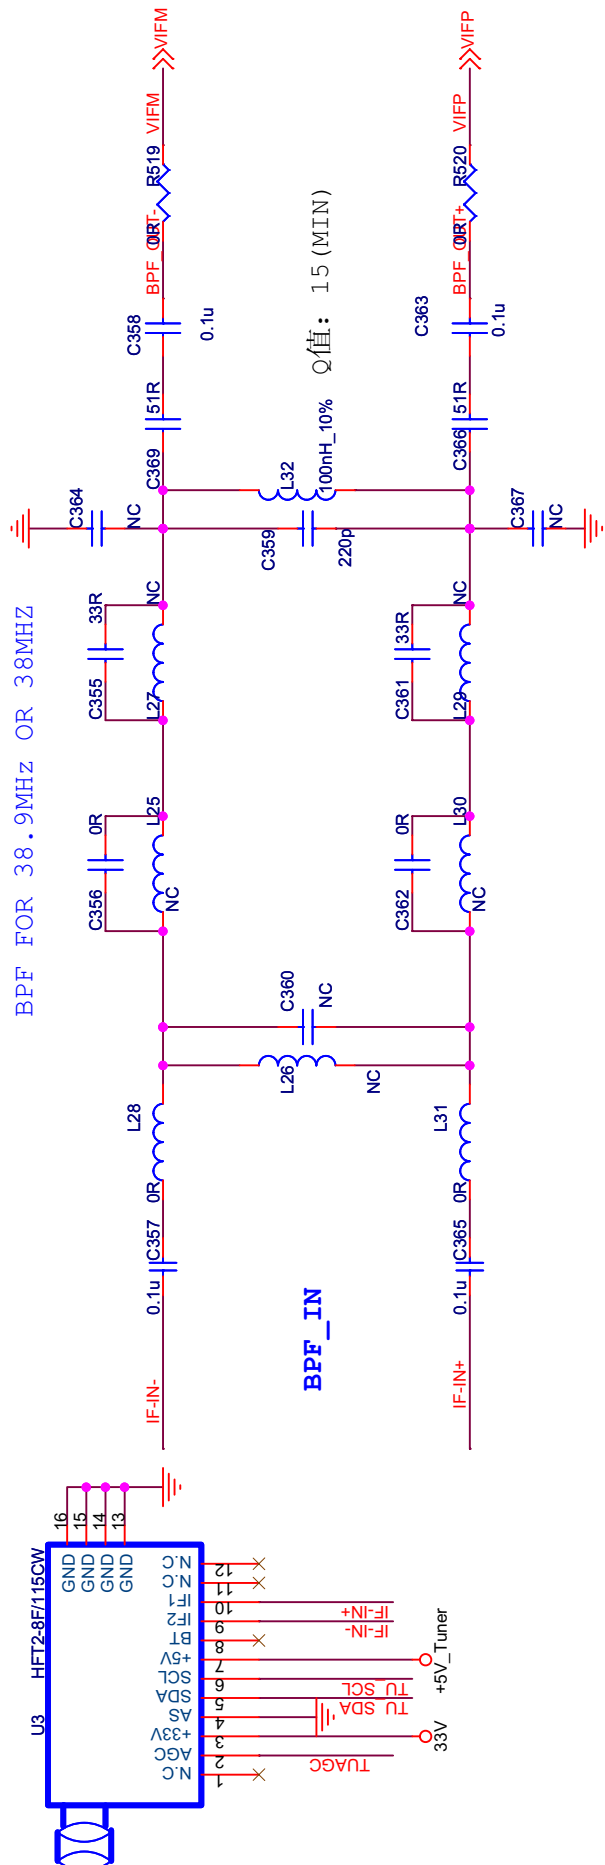 VIFM
VIFP
VIFM
VIFP
R519
0R
BPF_OUT-
R520
0R
BPF_OUT+
C358
0.1u
C363
0.1u
Q值: 15(MIN)
51R
C369
51R
C366
L32
100nH_10%
C364
NC
C359
220p
C367
NC
BPF FOR 38.9MHz OR 38MHZ
33R
C355
NC
L27
33R
C361
NC
L29
0R
C356
L25
NC
0R
C362
L30
NC
C360
NC
L26
NC
L28
0R
L31
0R
C357
0.1u
C365
0.1u
BPF_IN
IF-IN-
IF-IN+
U3
HFT2-8F/115CW
GND
16
GND
15
GND
14
GND
13
N.C
12
N.C
11
IF1
10
IF-IN+
IF2
9
IF-IN-
BT
8
+5V
7
+5V_Tuner
SCL
6
TU_SCL
SDA
5
TU_SDA
AS
4
+33V
3
33V
AGC
2
TUAGC
N.C
1